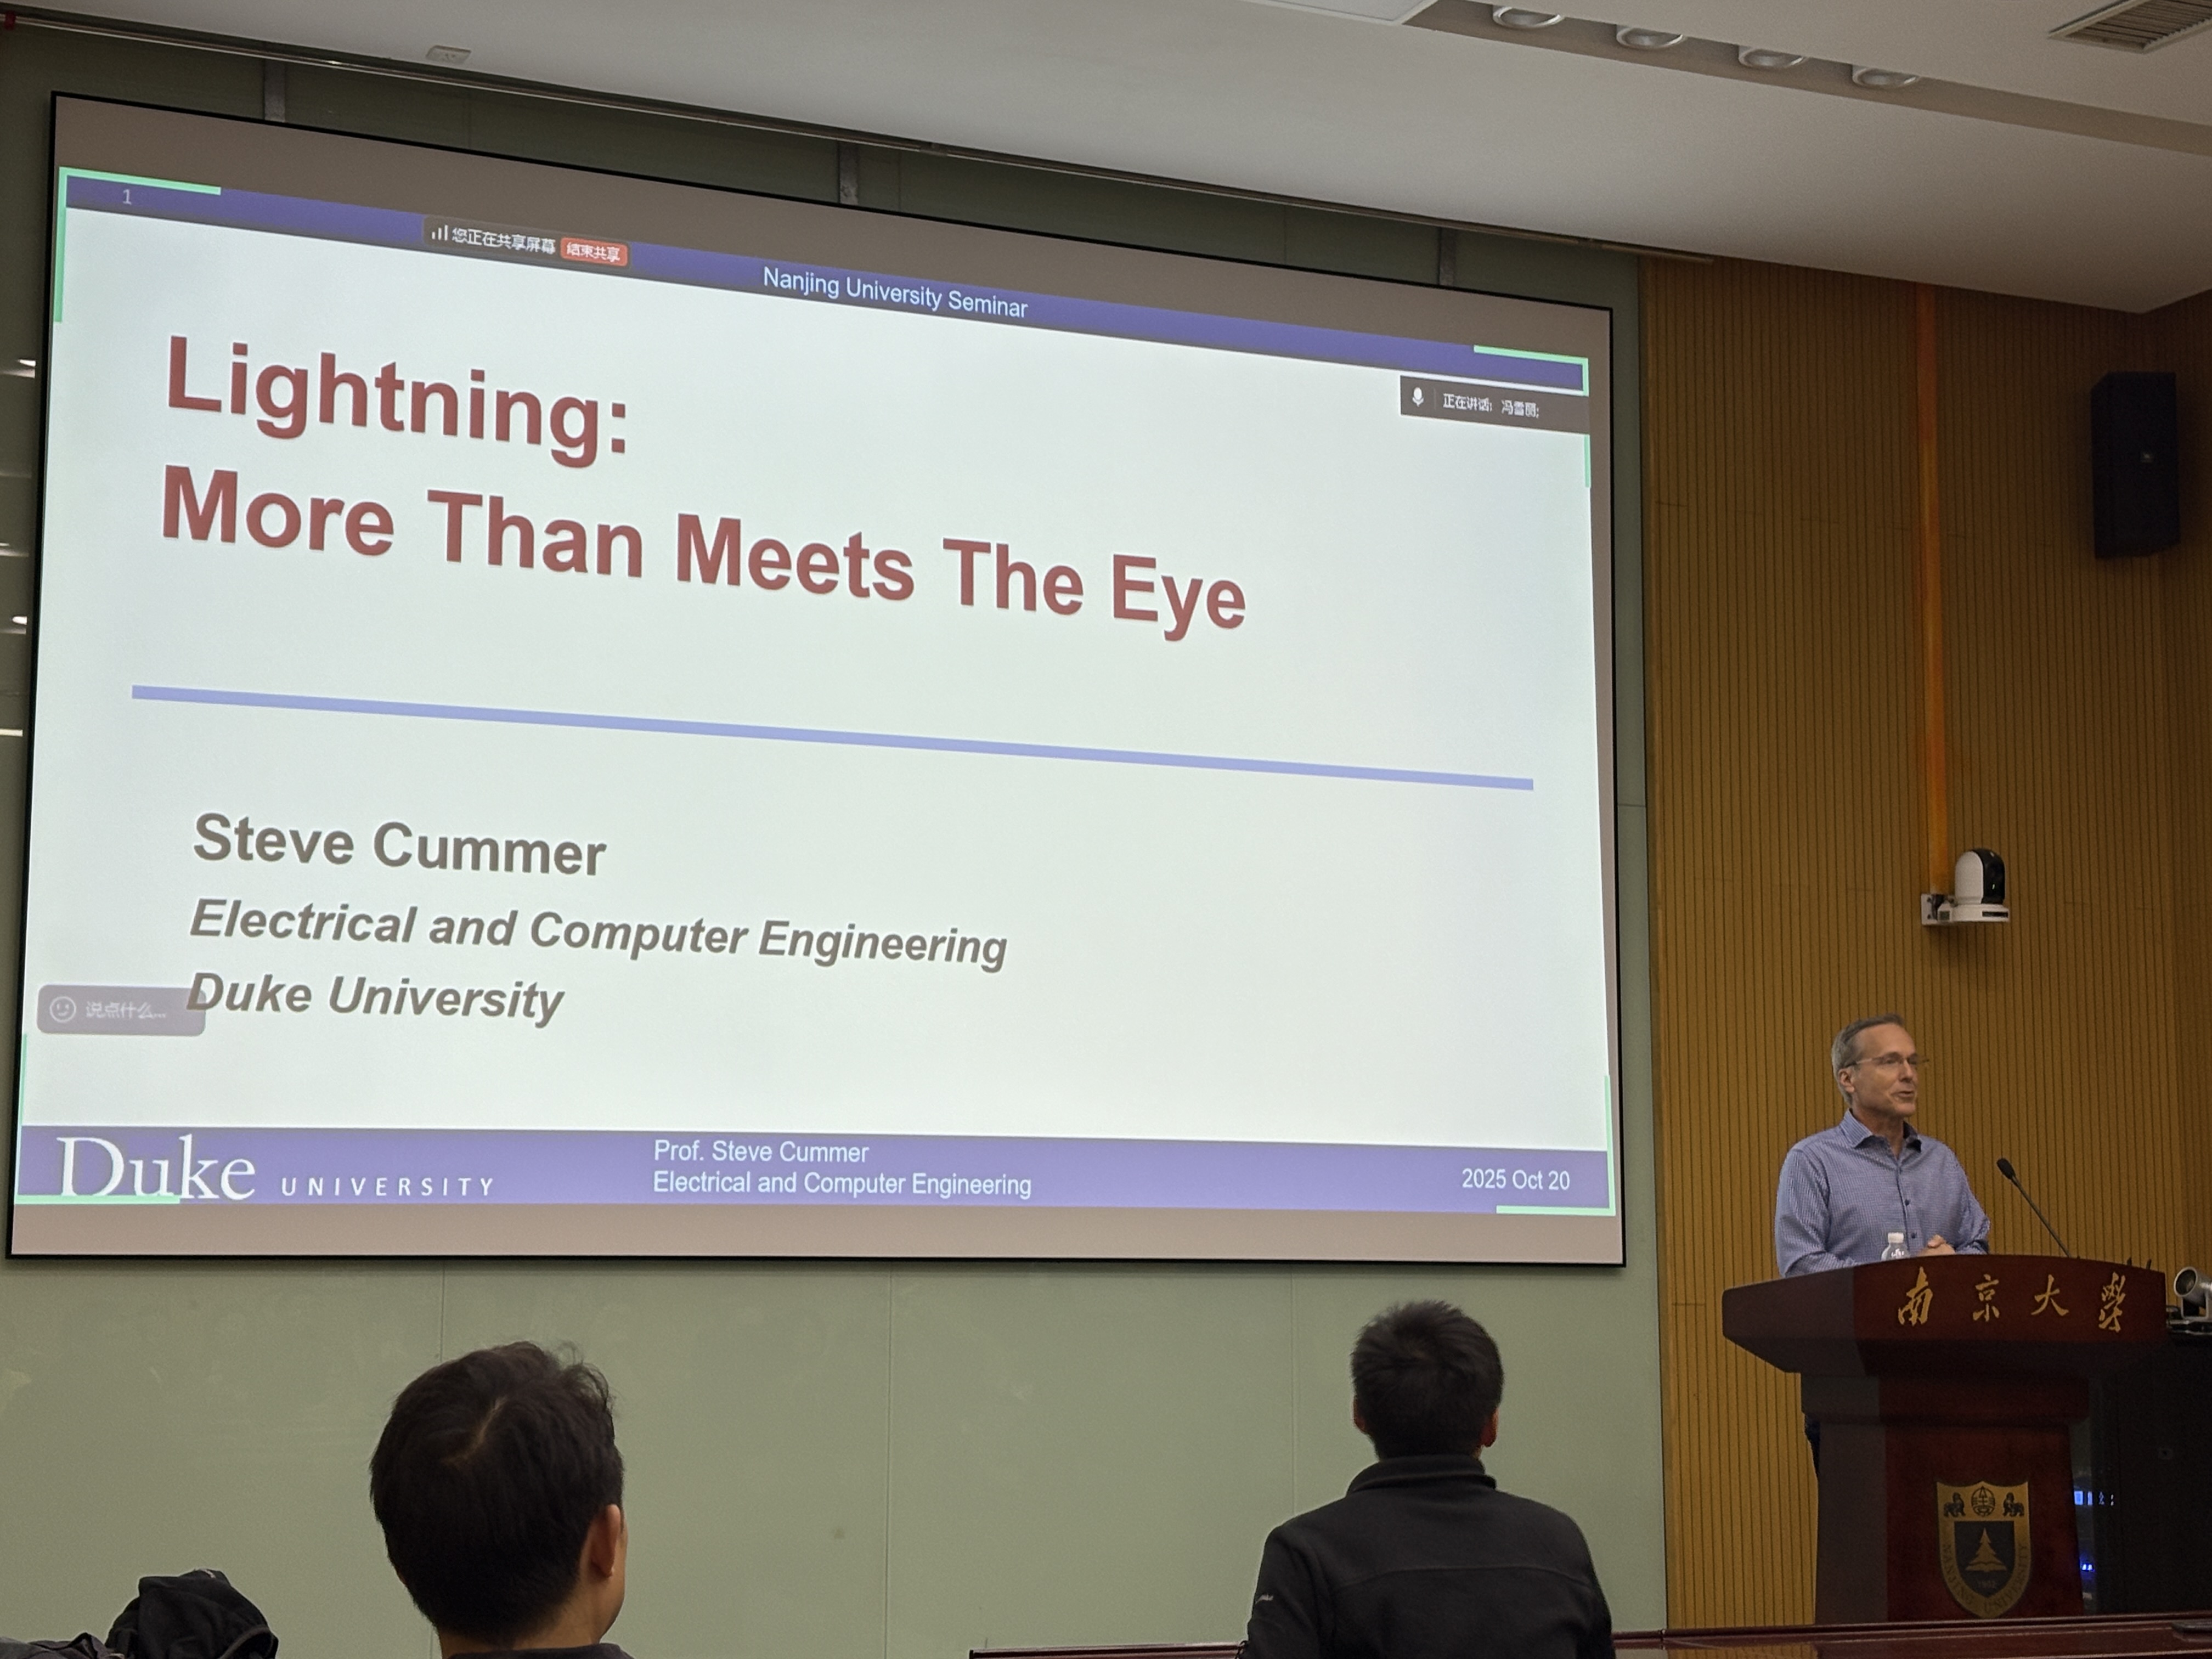 1
您正在共享屏幕 结束共享
Nanjing University Seminar
正在讲话: 冯雪丽;
Lightning:
More Than Meets The Eye
Steve Cummer
Electrical and Computer Engineering
Duke University
说点什么...
Duke UNIVERSITY
Prof. Steve Cummer
Electrical and Computer Engineering
2025 Oct 20
南京大學
NANJING UNIVERSITY